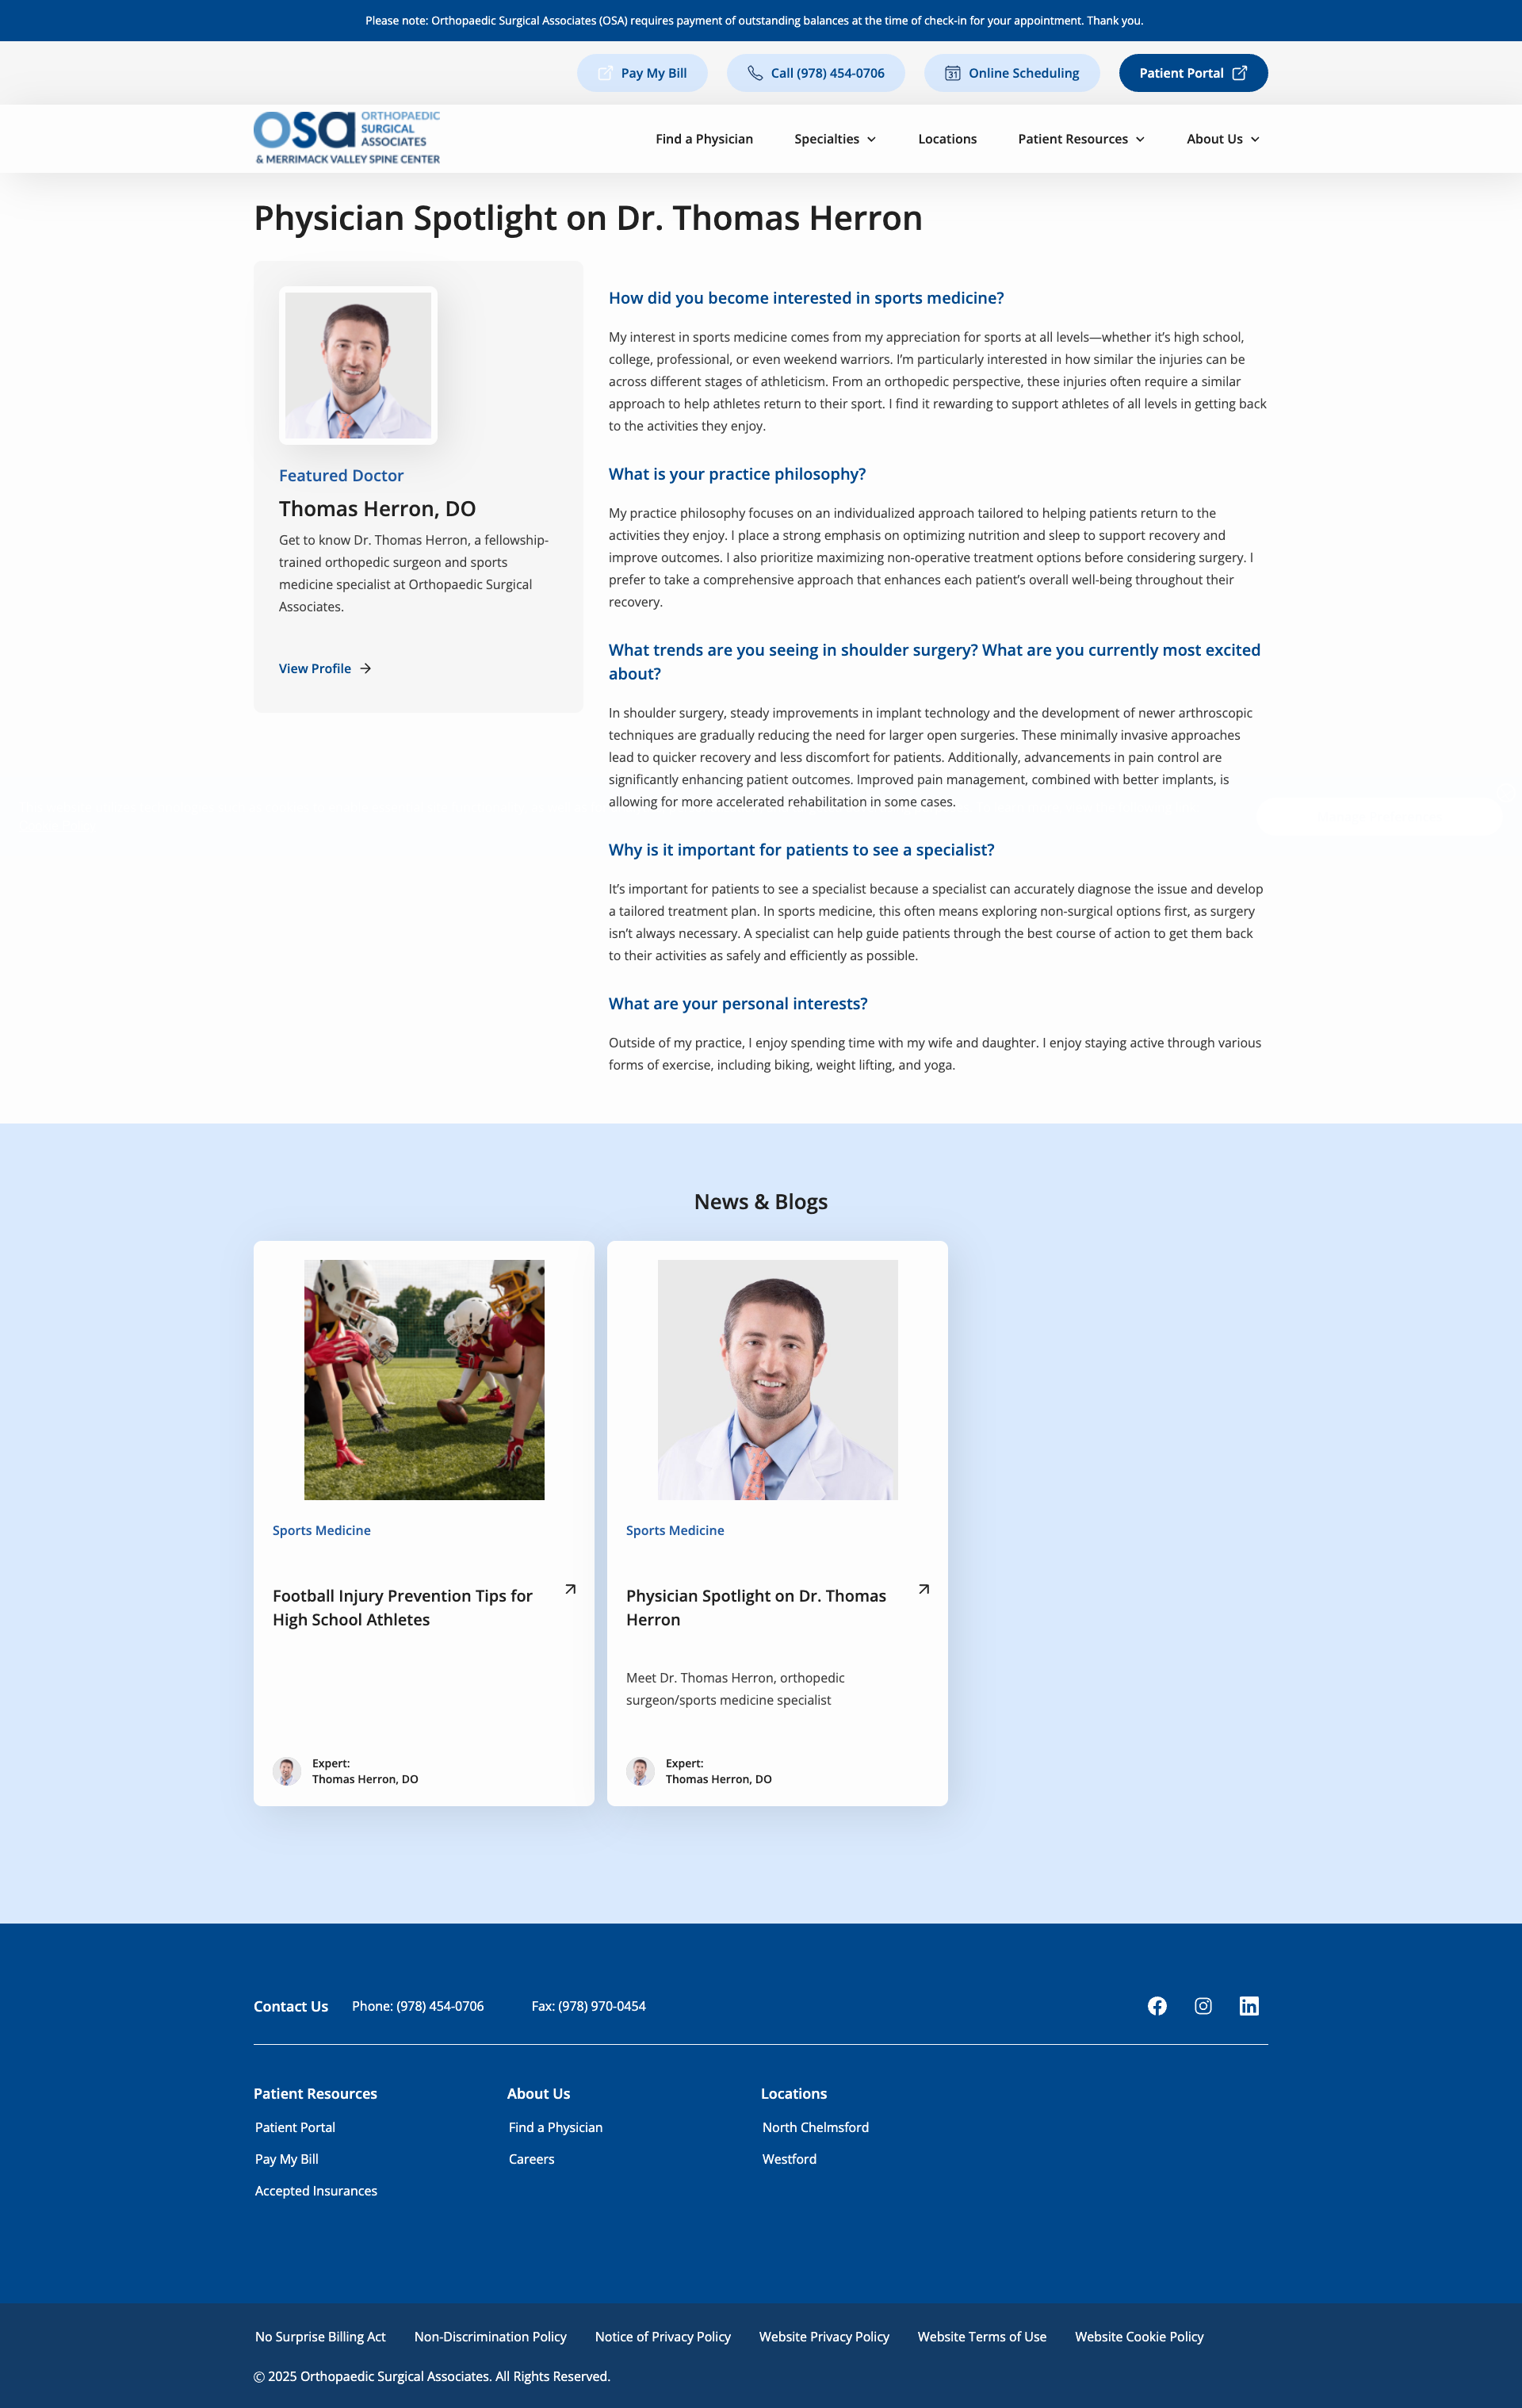 Please note: Orthopaedic Surgical Associates (OSA) requires payment of outstanding balances at the time of check-in for your appointment. Thank you.
Pay My Bill
Call (978) 454-0706
31
Online Scheduling
Patient Portal
osa
ORTHOPAEDIC
SURGICAL
ASSOCIATES
& MERRIMACK VALLEY SPINE CENTER
Find a Physician
Specialties
Locations
Patient Resources
About Us
Physician Spotlight on Dr. Thomas Herron
Featured Doctor
Thomas Herron, DO
Get to know Dr. Thomas Herron, a fellowship-
trained orthopedic surgeon and sports
medicine specialist at Orthopaedic Surgical
Associates.
View Profile
How did you become interested in sports medicine?
My interest in sports medicine comes from my appreciation for sports at all levels—whether it’s high school,
college, professional, or even weekend warriors. I’m particularly interested in how similar the injuries can be
across different stages of athleticism. From an orthopedic perspective, these injuries often require a similar
approach to help athletes return to their sport. I find it rewarding to support athletes of all levels in getting back
to the activities they enjoy.
What is your practice philosophy?
My practice philosophy focuses on an individualized approach tailored to helping patients return to the
activities they enjoy. I place a strong emphasis on optimizing nutrition and sleep to support recovery and
improve outcomes. I also prioritize maximizing non-operative treatment options before considering surgery. I
prefer to take a comprehensive approach that enhances each patient’s overall well-being throughout their
recovery.
What trends are you seeing in shoulder surgery? What are you currently most excited
about?
In shoulder surgery, steady improvements in implant technology and the development of newer arthroscopic
techniques are gradually reducing the need for larger open surgeries. These minimally invasive approaches
lead to quicker recovery and less discomfort for patients. Additionally, advancements in pain control are
significantly enhancing patient outcomes. Improved pain management, combined with better implants, is
allowing for more accelerated rehabilitation in some cases.
Why is it important for patients to see a specialist?
It’s important for patients to see a specialist because a specialist can accurately diagnose the issue and develop
a tailored treatment plan. In sports medicine, this often means exploring non-surgical options first, as surgery
isn’t always necessary. A specialist can help guide patients through the best course of action to get them back
to their activities as safely and efficiently as possible.
What are your personal interests?
Outside of my practice, I enjoy spending time with my wife and daughter. I enjoy staying active through various
forms of exercise, including biking, weight lifting, and yoga.
News & Blogs
Sports Medicine
Football Injury Prevention Tips for
High School Athletes
Expert:
Thomas Herron, DO
Sports Medicine
Physician Spotlight on Dr. Thomas
Herron
Meet Dr. Thomas Herron, orthopedic
surgeon/sports medicine specialist
Expert:
Thomas Herron, DO
Contact Us
Phone: (978) 454-0706
Fax: (978) 970-0454
Patient Resources
Patient Portal
Pay My Bill
Accepted Insurances
About Us
Find a Physician
Careers
Locations
North Chelmsford
Westford
No Surprise Billing Act
Non-Discrimination Policy
Notice of Privacy Policy
Website Privacy Policy
Website Terms of Use
Website Cookie Policy
© 2025 Orthopaedic Surgical Associates. All Rights Reserved.